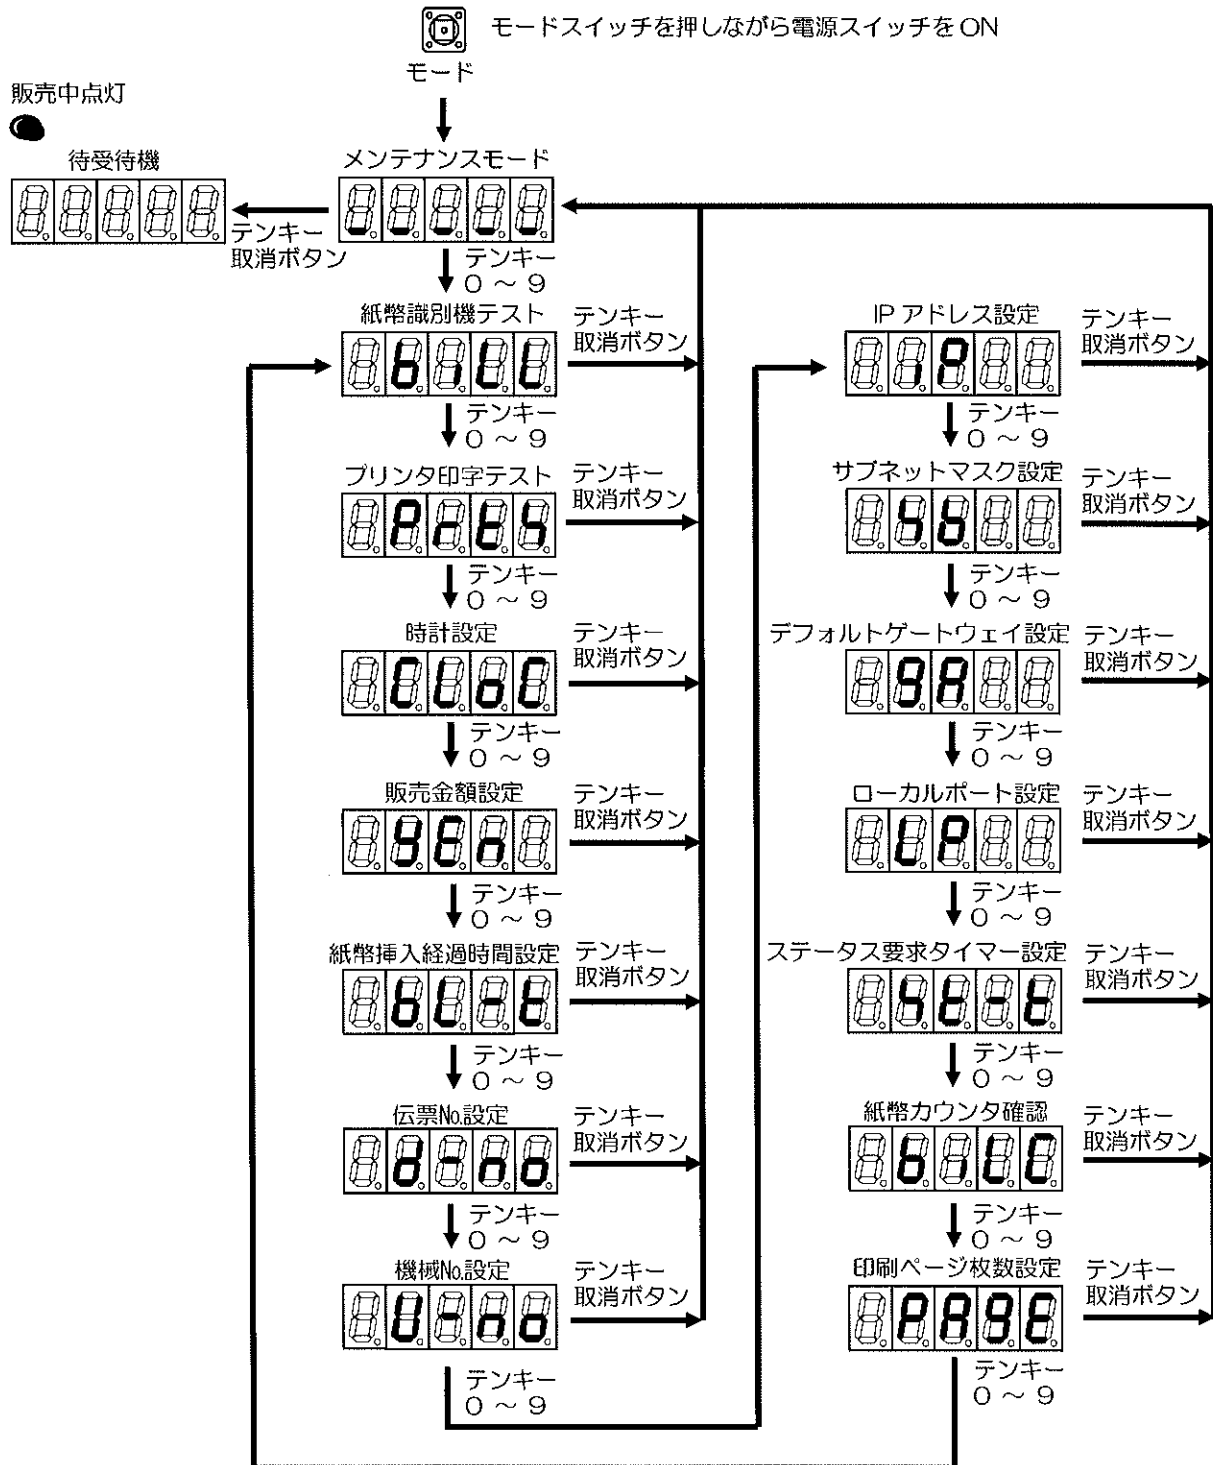 モードスイッチを押しながら電源スイッチをON
モード
販売中点灯
待受待機
メンテナンスモード
テンキー
取消ボタン
テンキー
0～9
紙幣識別機テスト
biLL
テンキー
取消ボタン
テンキー
0～9
プリンタ印字テスト
PrtS
テンキー
取消ボタン
テンキー
0～9
時計設定
CLoC
テンキー
取消ボタン
テンキー
0～9
販売金額設定
yEn
テンキー
取消ボタン
テンキー
0～9
紙幣挿入経過時間設定
bL-t
テンキー
取消ボタン
テンキー
0～9
伝票No.設定
d-no
テンキー
取消ボタン
テンキー
0～9
機械No.設定
U-no
テンキー
取消ボタン
テンキー
0～9
IPアドレス設定
iP
テンキー
取消ボタン
テンキー
0～9
サブネットマスク設定
Sb
テンキー
取消ボタン
テンキー
0～9
デフォルトゲートウェイ設定
gA
テンキー
取消ボタン
テンキー
0～9
ローカルポート設定
LP
テンキー
取消ボタン
テンキー
0～9
ステータス要求タイマー設定
St-t
テンキー
取消ボタン
テンキー
0～9
紙幣カウンタ確認
biLC
テンキー
取消ボタン
テンキー
0～9
印刷ページ枚数設定
PAgE
テンキー
取消ボタン
テンキー
0～9